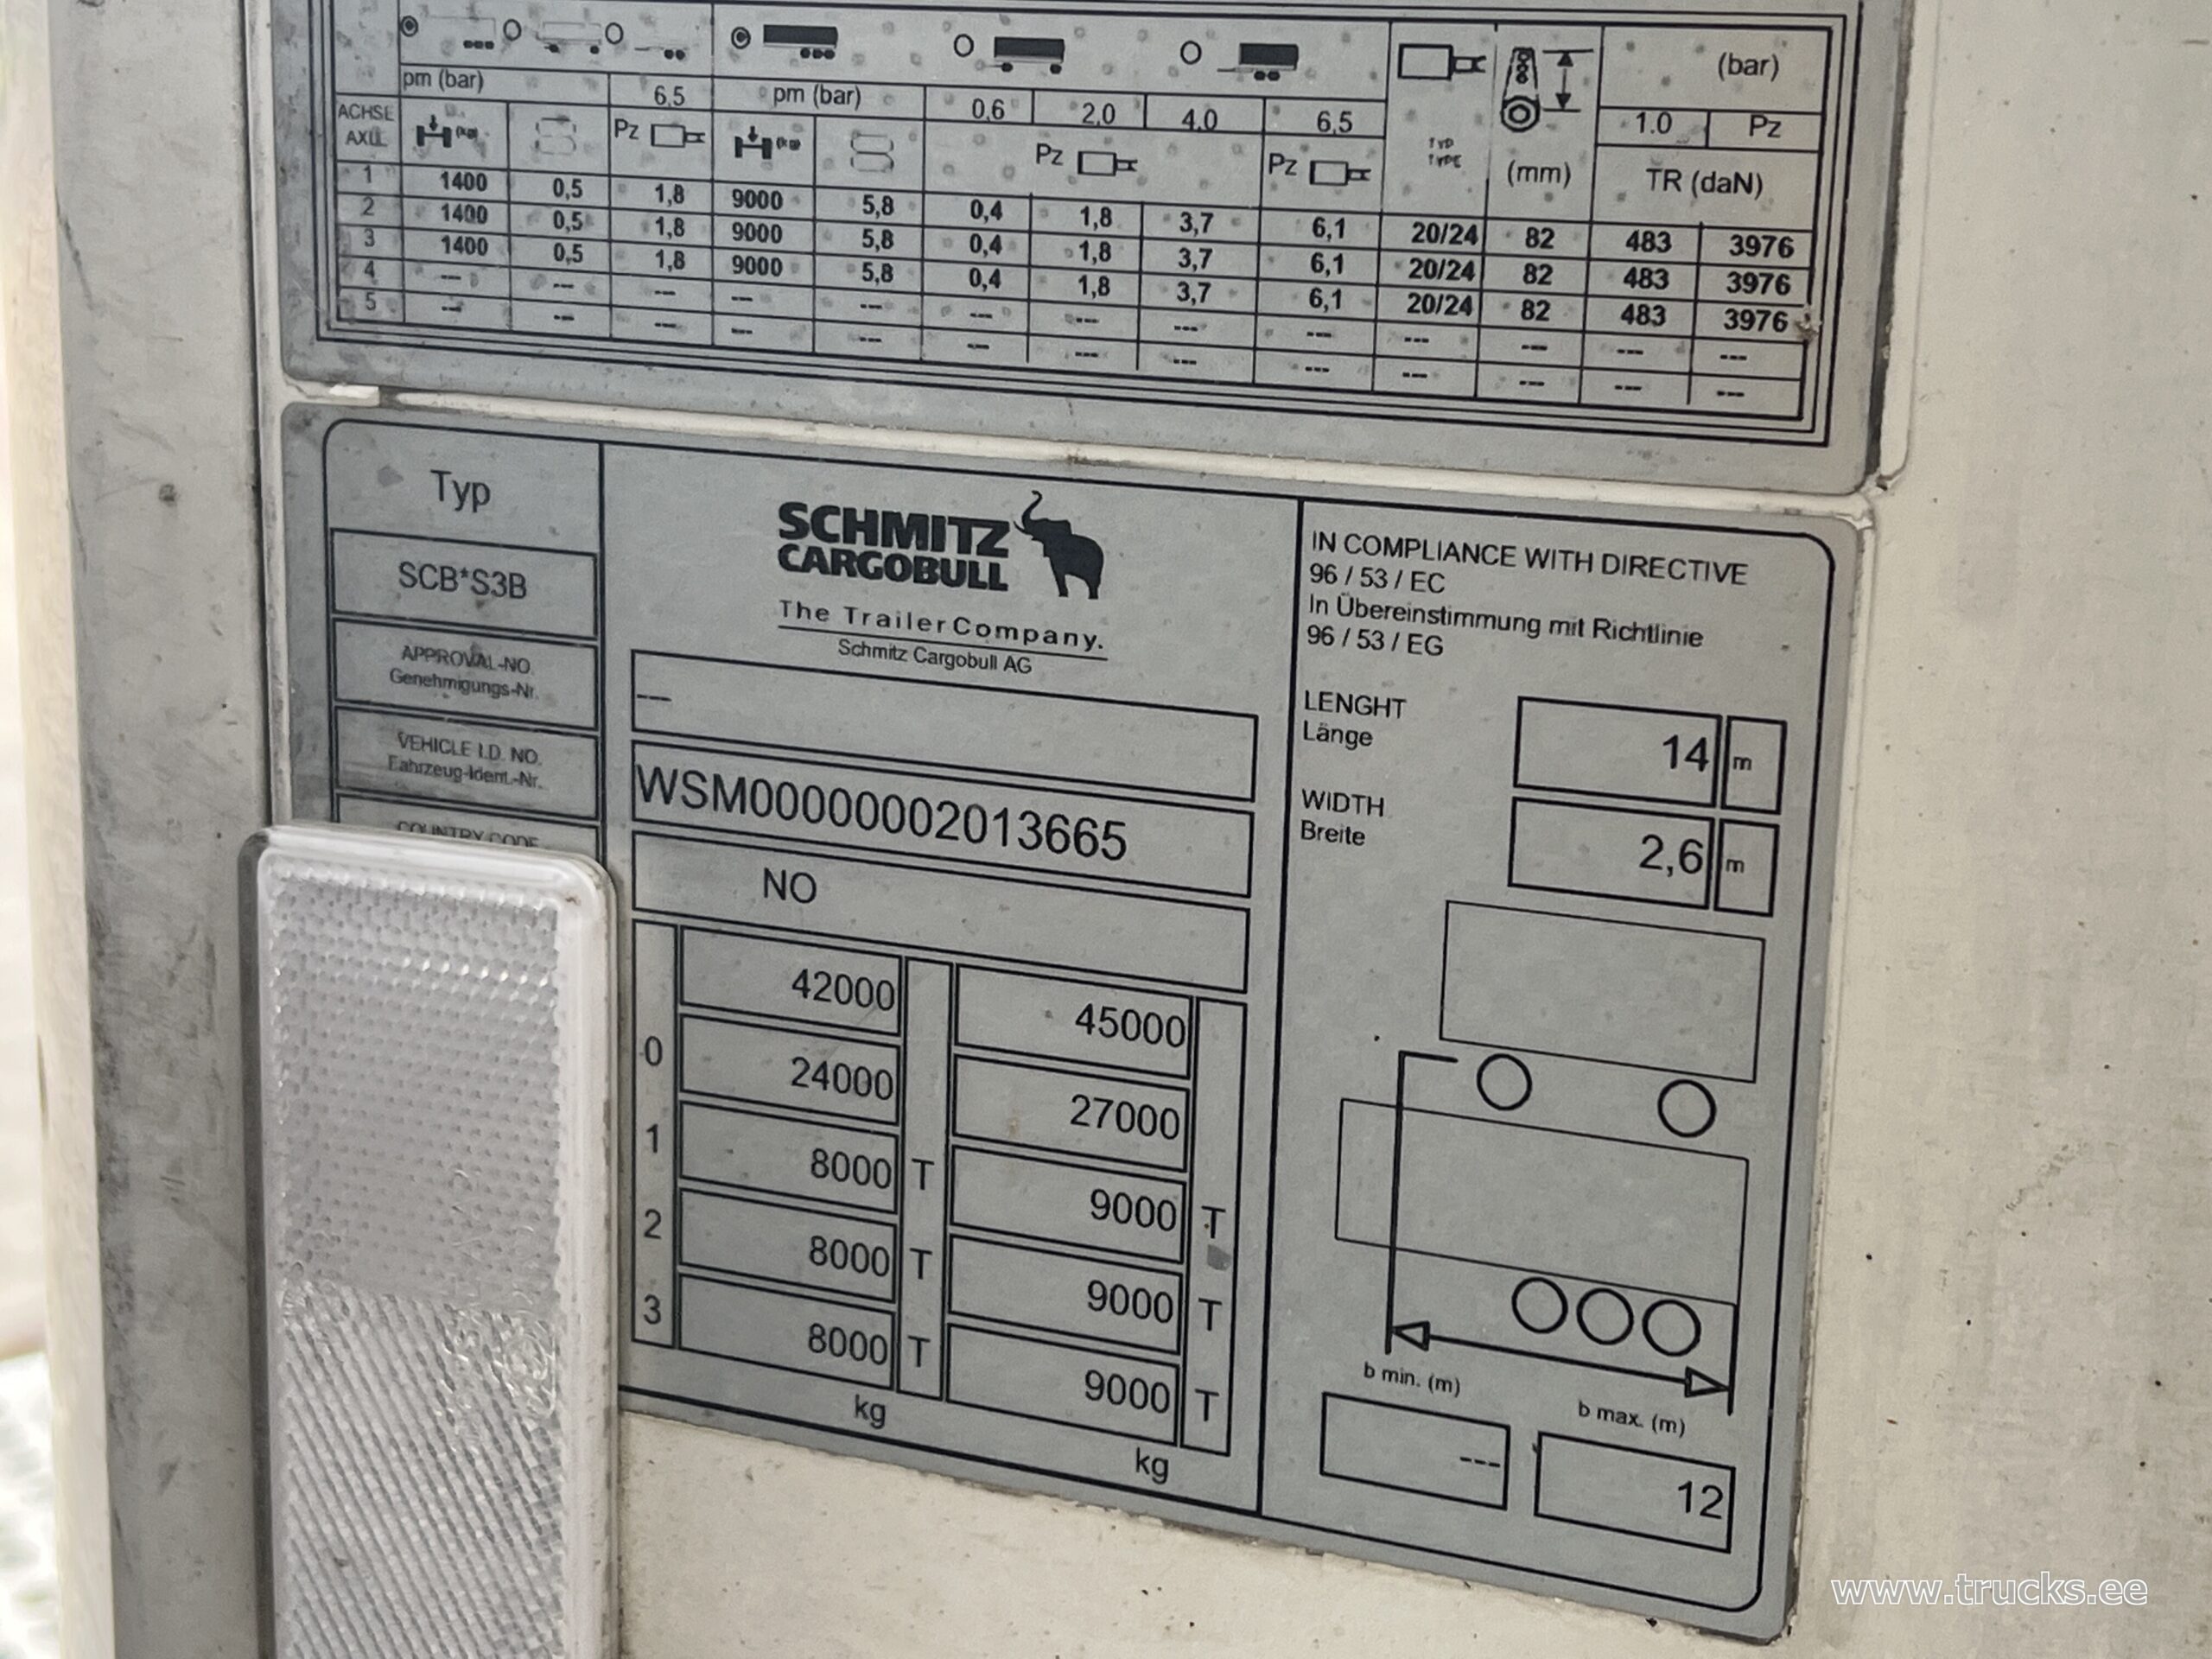 pm (bar) 6.5 pm (bar) 0.6 2.0 4.0 6.5 (bar)
ACHSE AXLE (kg) Pz (kg) Pz Pz TYP TYPE (mm) 1.0 Pz
TR (daN)
1 1400 0,5 1,8 9000 5,8 0,4 1,8 3,7 6,1 20/24 82 483 3976
2 1400 0,5 1,8 9000 5,8 0,4 1,8 3,7 6,1 20/24 82 483 3976
3 1400 0,5 1,8 9000 5,8 0,4 1,8 3,7 6,1 20/24 82 483 3976
4 --- --- --- --- --- --- --- --- --- --- --- --- ---
5 --- --- --- --- --- --- --- --- --- --- --- --- ---
Typ
SCB*S3B
APPROVAL-NO.
Genehmigungs-Nr.
VEHICLE I.D. NO.
Fahrzeug-Ident.-Nr.
COUNTRY CODE
SCHMITZ
CARGOBULL
The Trailer Company.
Schmitz Cargobull AG
---
WSM00000002013665
NO
42000 45000
0 24000 27000
1 8000 T 9000 T
2 8000 T 9000 T
3 8000 T 9000 T
kg kg
IN COMPLIANCE WITH DIRECTIVE
96 / 53 / EC
In Übereinstimmung mit Richtlinie
96 / 53 / EG
LENGHT
Länge
14 m
WIDTH
Breite
2,6 m
b min. (m) b max. (m)
--- 12
www.trucks.ee